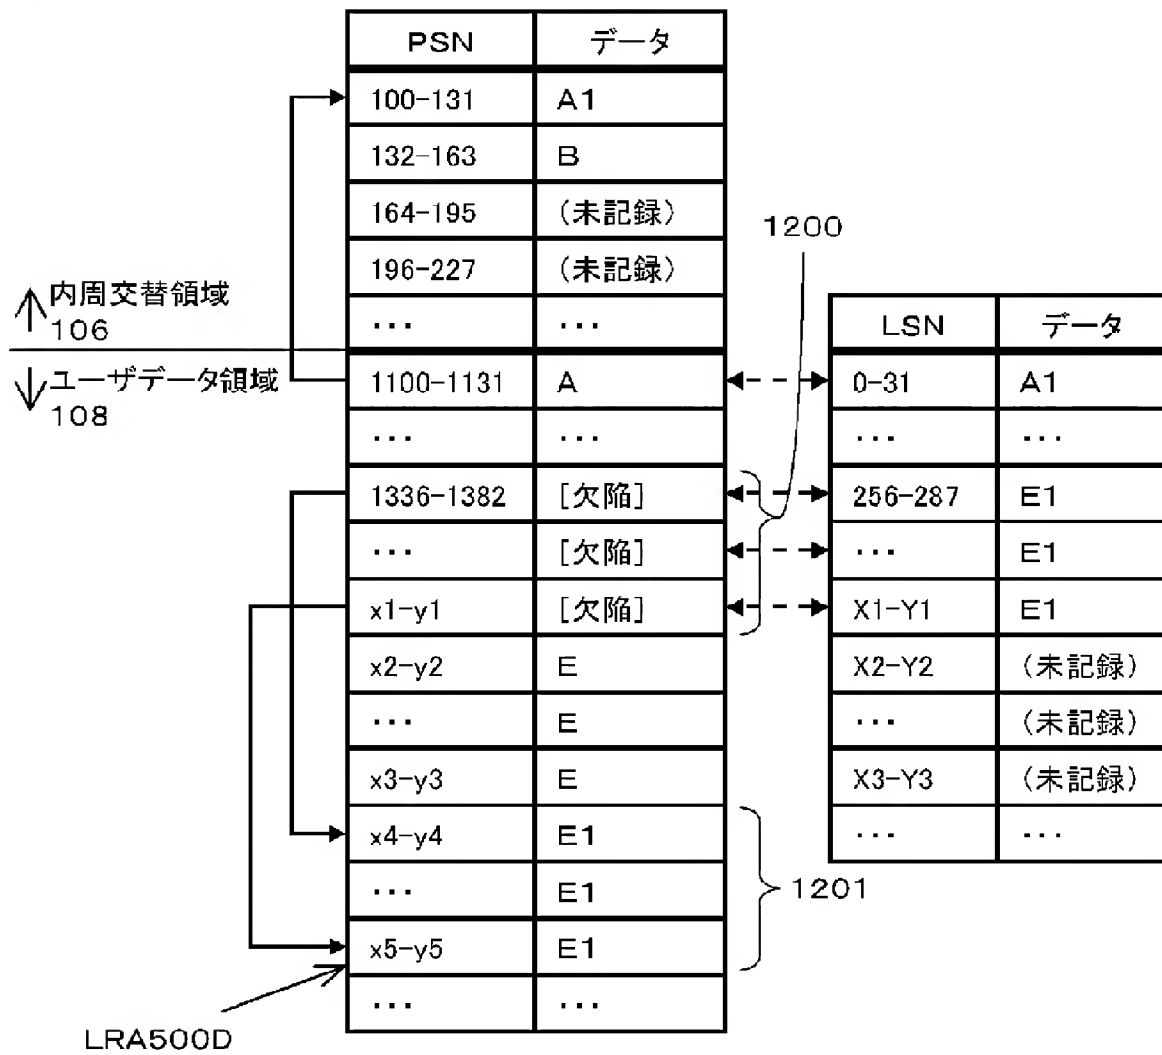 PSN データ
100-131 A1
132-163 B
164-195 (未記録)
1200
196-227 (未記録)
内周交替領域
106
... ...
LSN データ
ユーザデータ領域
108
1100-1131 A
0-31 A1
... ...
... ...
1336-1382 [欠陥]
256-287 E1
... [欠陥]
... E1
x1-y1 [欠陥]
X1-Y1 E1
x2-y2 E
X2-Y2 (未記録)
... E
... (未記録)
x3-y3 E
X3-Y3 (未記録)
x4-y4 E1
... ...
... E1
1201
x5-y5 E1
... ...
LRA500D